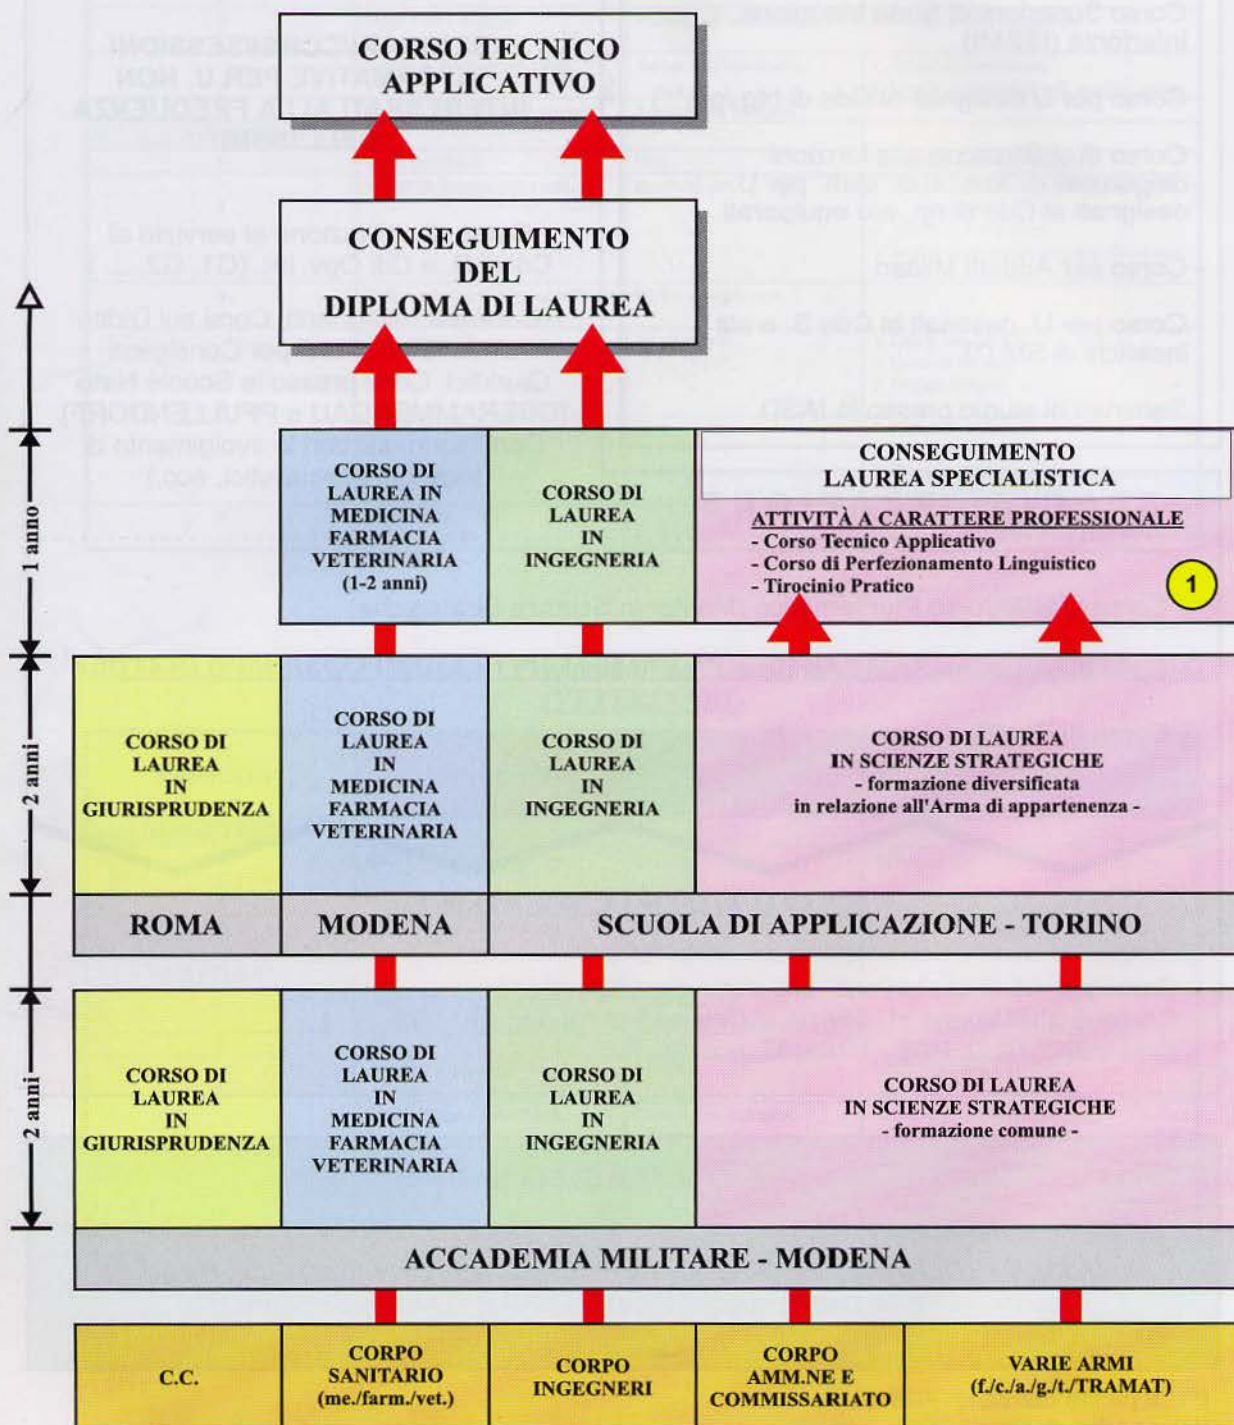 CORSO TECNICO
APPLICATIVO
CONSEGUIMENTO
DEL
DIPLOMA DI LAUREA
1 anno
CORSO DI
LAUREA IN
MEDICINA
FARMACIA
VETERINARIA
(1-2 anni)
CORSO DI
LAUREA
IN
INGEGNERIA
CONSEGUIMENTO
LAUREA SPECIALISTICA
ATTIVITÀ A CARATTERE PROFESSIONALE
- Corso Tecnico Applicativo
- Corso di Perfezionamento Linguistico
- Tirocinio Pratico
1
2 anni
CORSO DI
LAUREA
IN
GIURISPRUDENZA
CORSO DI
LAUREA
IN
MEDICINA
FARMACIA
VETERINARIA
CORSO DI
LAUREA
IN
INGEGNERIA
CORSO DI LAUREA
IN SCIENZE STRATEGICHE
- formazione diversificata
in relazione all'Arma di appartenenza -
ROMA
MODENA
SCUOLA DI APPLICAZIONE - TORINO
2 anni
CORSO DI
LAUREA
IN
GIURISPRUDENZA
CORSO DI
LAUREA
IN
MEDICINA
FARMACIA
VETERINARIA
CORSO DI
LAUREA
IN
INGEGNERIA
CORSO DI LAUREA
IN SCIENZE STRATEGICHE
- formazione comune -
ACCADEMIA MILITARE - MODENA
C.C.
CORPO
SANITARIO
(me./farm./vet.)
CORPO
INGEGNERI
CORPO
AMM.NE E
COMMISSARIATO
VARIE ARMI
(f./c./a./g./t./TRAMAT)